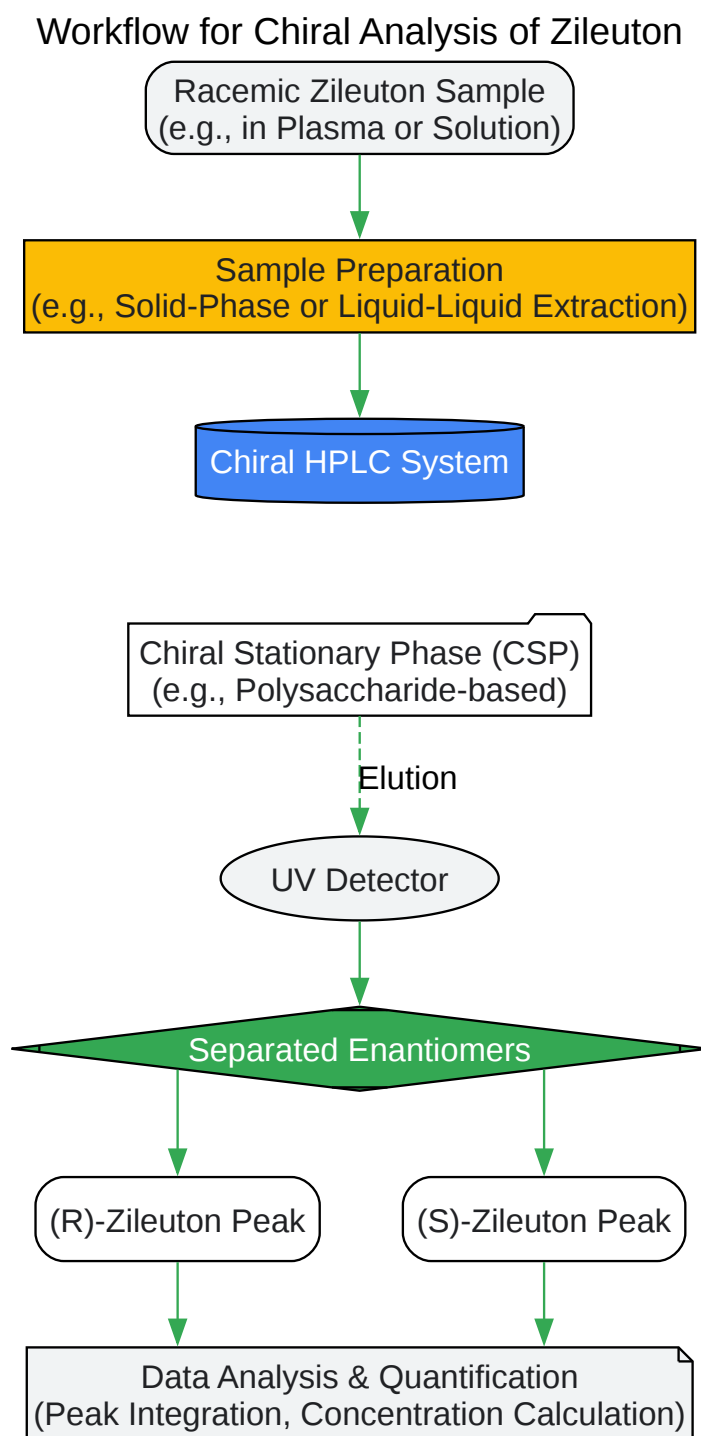 Workflow for Chiral Analysis of Zileuton
Racemic Zileuton Sample
(e.g., in Plasma or Solution)
Sample Preparation
(e.g., Solid-Phase or Liquid-Liquid Extraction)
Chiral HPLC System
Chiral Stationary Phase (CSP)
(e.g., Polysaccharide-based)
Elution
UV Detector
Separated Enantiomers
(R)-Zileuton Peak
(S)-Zileuton Peak
Data Analysis & Quantification
(Peak Integration, Concentration Calculation)